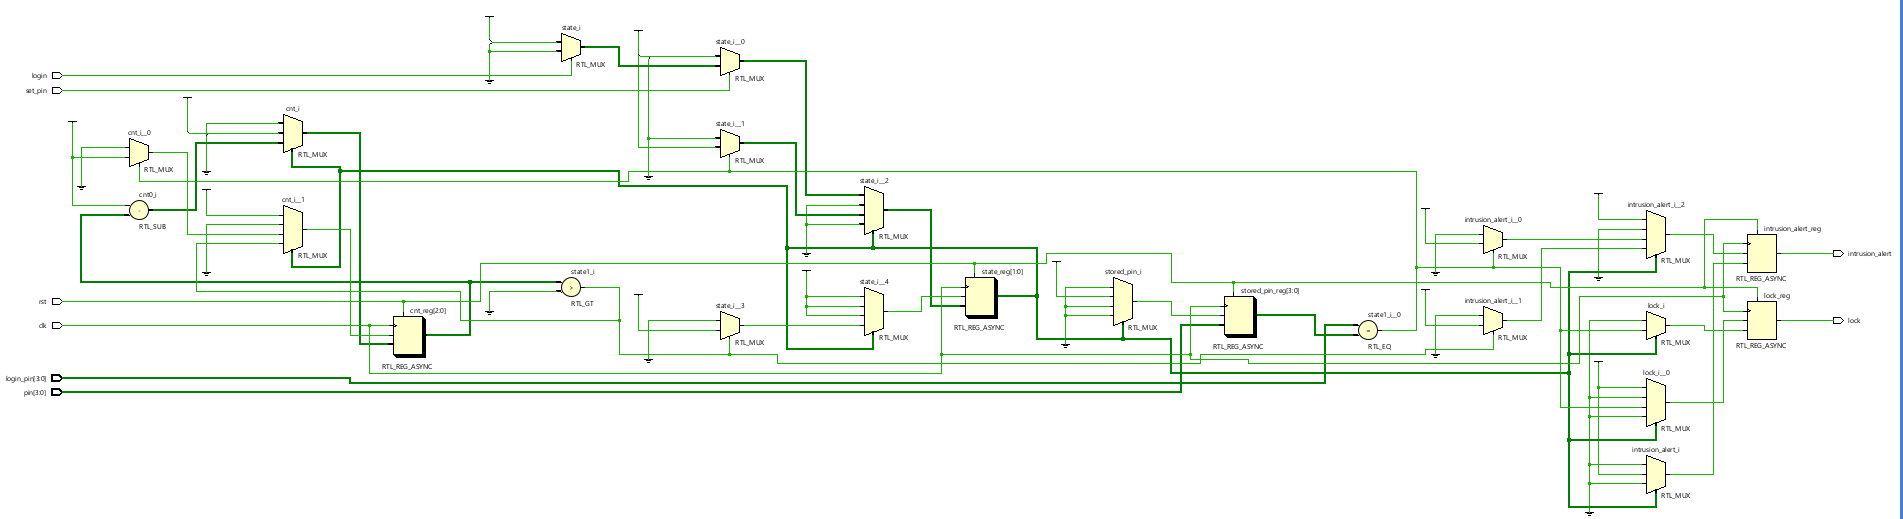 state_i
RTL_MUX
state_i__0
RTL_MUX
login
set_pin
cnt_i
RTL_MUX
cnt_i__0
RTL_MUX
state_i__1
RTL_MUX
cnt0_i
RTL_SUB
cnt_i__1
RTL_MUX
state_i__2
RTL_MUX
intrusion_alert_i__2
RTL_MUX
intrusion_alert_i__0
RTL_MUX
intrusion_alert_reg
RTL_REG_ASYNC
intrusion_alert
state1_i
RTL_GT
state_i__4
RTL_MUX
state_reg[1:0]
RTL_REG_ASYNC
stored_pin_i
RTL_MUX
stored_pin_reg[3:0]
RTL_REG_ASYNC
rst
clk
cnt_reg[2:0]
RTL_REG_ASYNC
state_i__3
RTL_MUX
state1_i__0
RTL_EQ
intrusion_alert_i__1
RTL_MUX
lock_i
RTL_MUX
lock_reg
RTL_REG_ASYNC
lock
login_pin[3:0]
pin[3:0]
lock_i__0
RTL_MUX
intrusion_alert_i
RTL_MUX